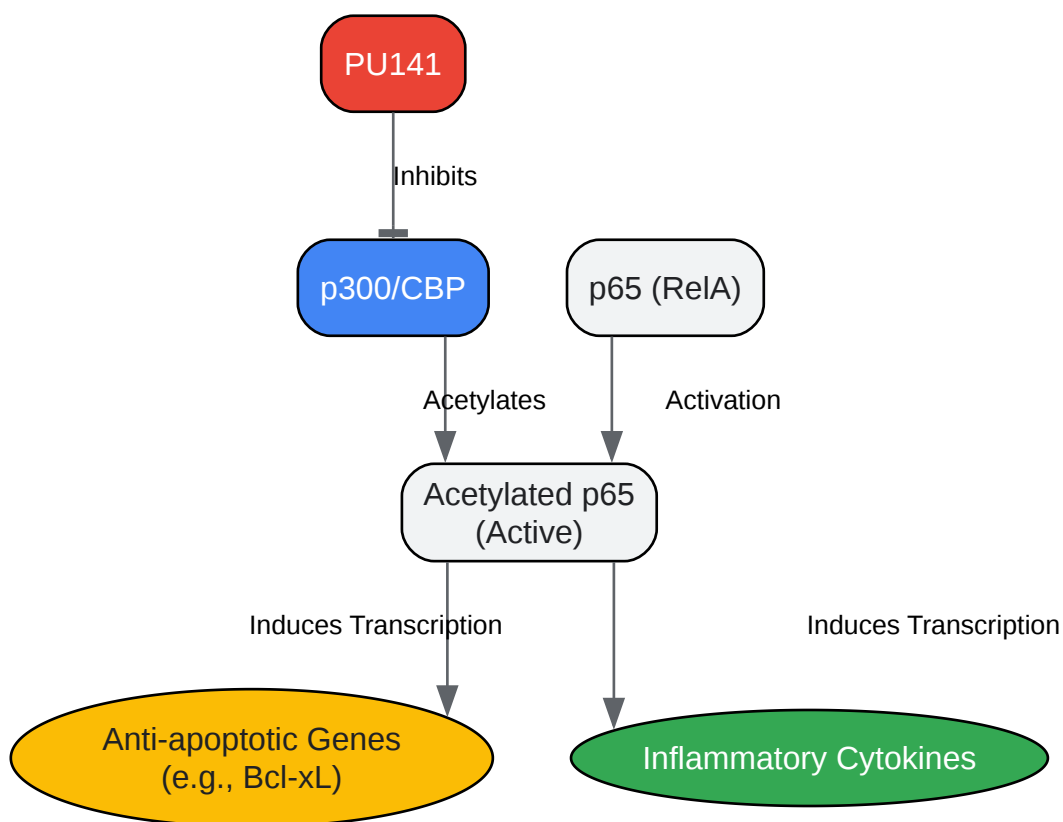 PU141
Inhibits
p300/CBP
p65 (RelA)
Acetylates
Activation
Acetylated p65
(Active)
Induces Transcription
Induces Transcription
Anti-apoptotic Genes
(e.g., Bcl-xL)
Inflammatory Cytokines